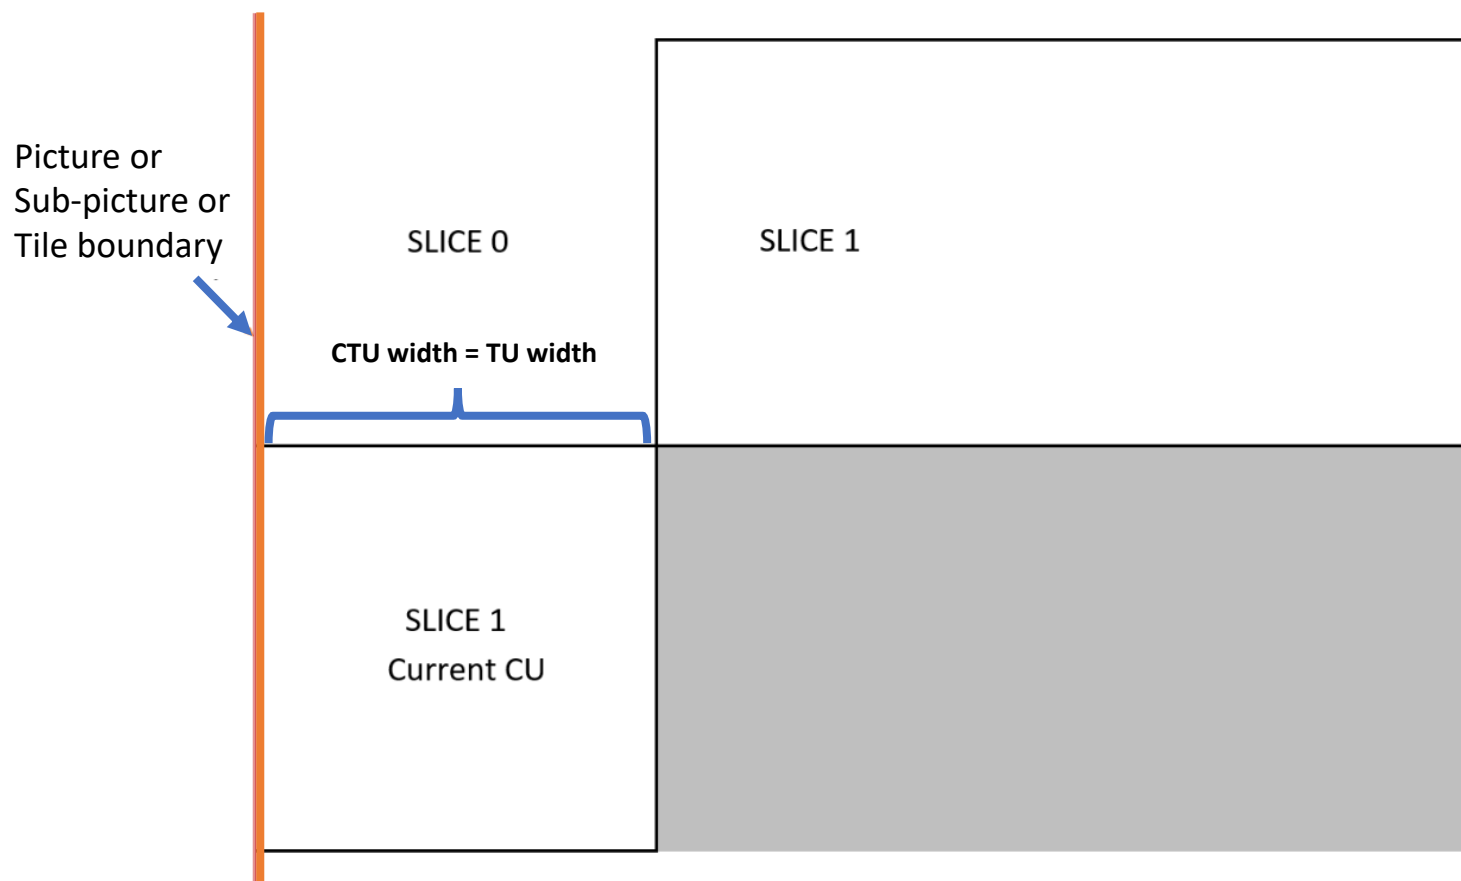 Picture or
Sub-picture or
Tile boundary
SLICE 0
SLICE 1
CTU width = TU width
SLICE 1
Current CU